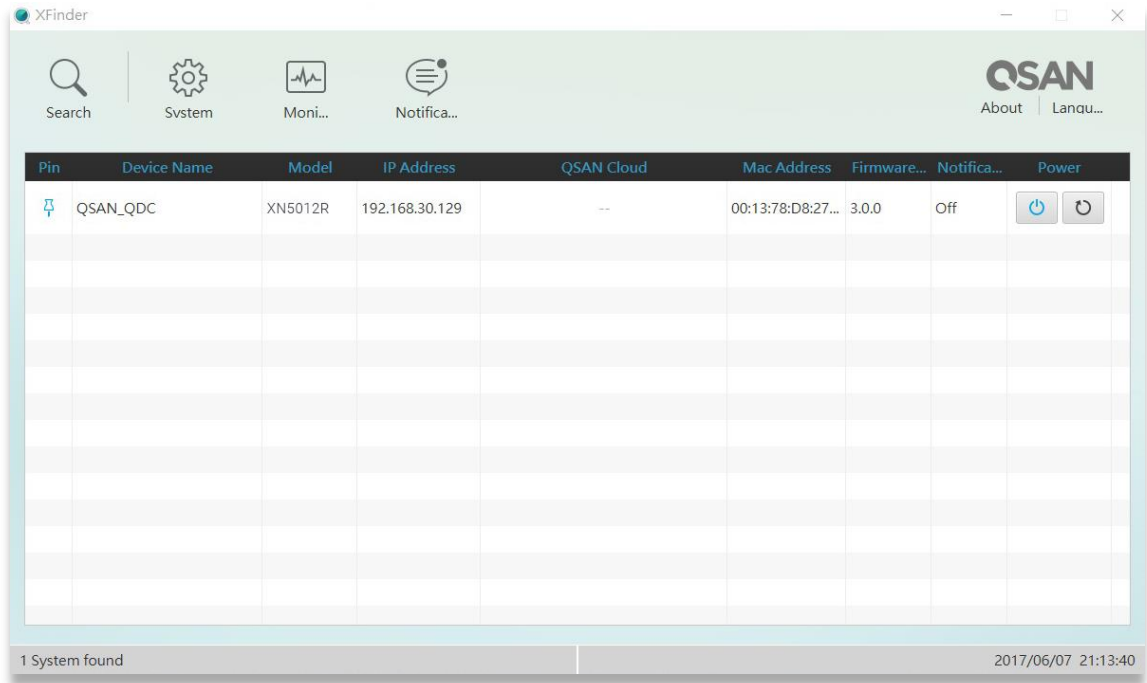 XFinder
QSAN
Search System Moni... Notifica... About Langu...
Pin Device Name Model IP Address QSAN Cloud Mac Address Firmware... Notifica... Power
QSAN_QDC XN5012R 192.168.30.129 -- 00:13:78:D8:27... 3.0.0 Off
1 System found 2017/06/07 21:13:40